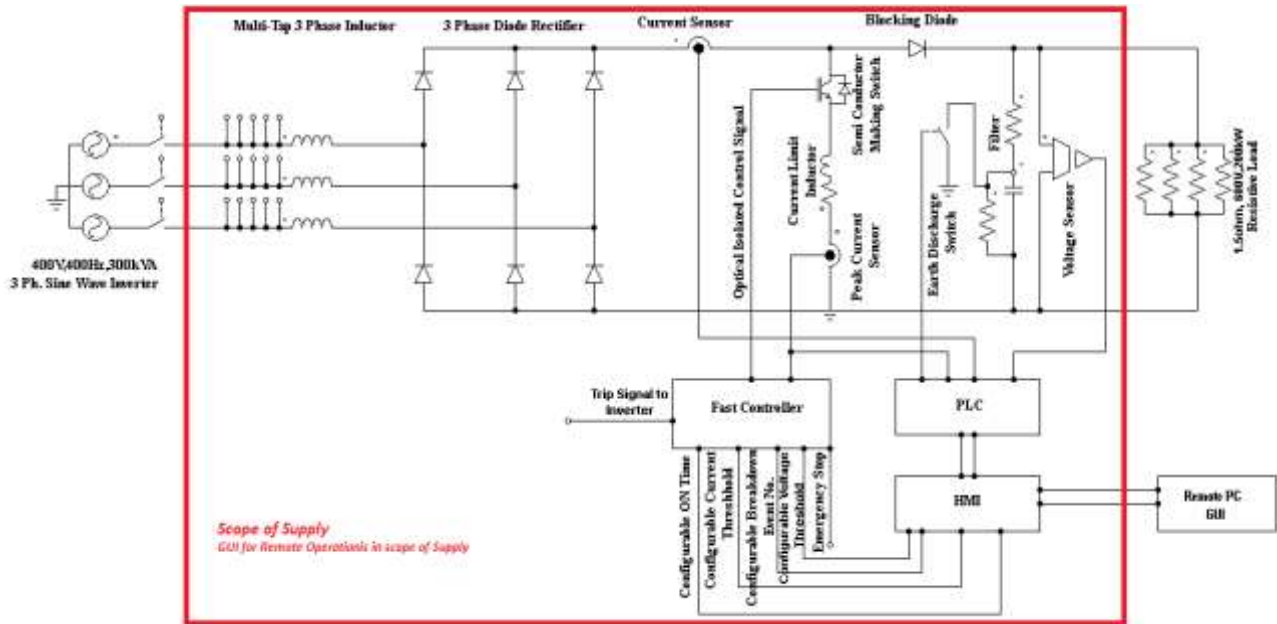 Multi-Tap 3 Phase Inductor
3 Phase Diode Rectifier
Current Sensor
Blocking Diode
Optical Isolated Control Signal
Semi Conductor
Making Switch
Current Limit
Inductor
Peak Current
Sensor
Earth Discharge
Switch
Filter
Voltage Sensor
1.5ohm, 600V,200kW
Resistive Load
400V,400Hz,300kVA
3 Ph. Sine Wave Inverter
Trip Signal to
Inverter
Fast Controller
PLC
HMI
Remote PC
GUI
Configurable ON Time
Configurable Current
Threshhold
Configurable Breakdown
Event No.
Configurable Voltage
Threshold
Emergency Stop
Scope of Supply
GUI for Remote Operationis in scope of Supply